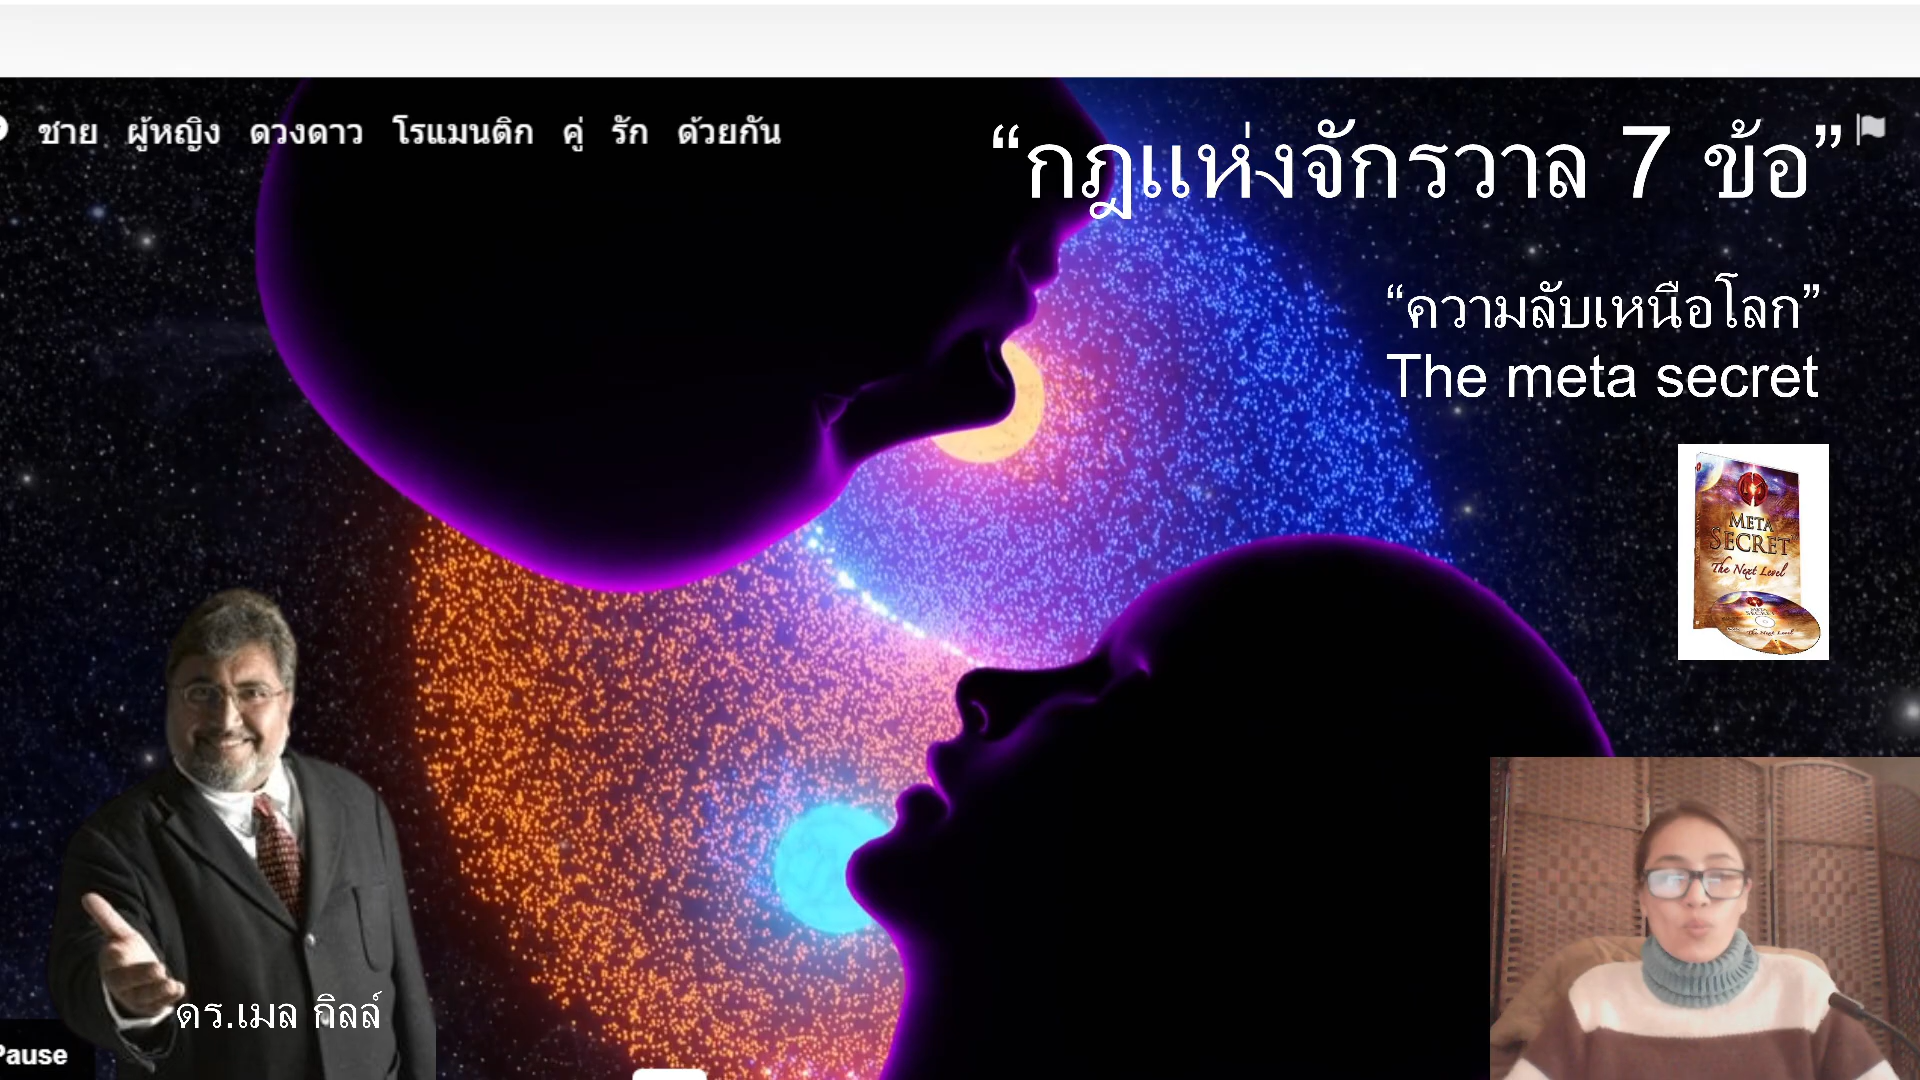 ชาย ผู้หญิง ดวงดาว โรแมนติก คู่ รัก ด้วยกัน
“กฎแห่งจักรวาล 7 ข้อ”
“ความลับเหนือโลก”
The meta secret
META
SECRET
The Next Level
ดร.เมล กิลล์
Pause